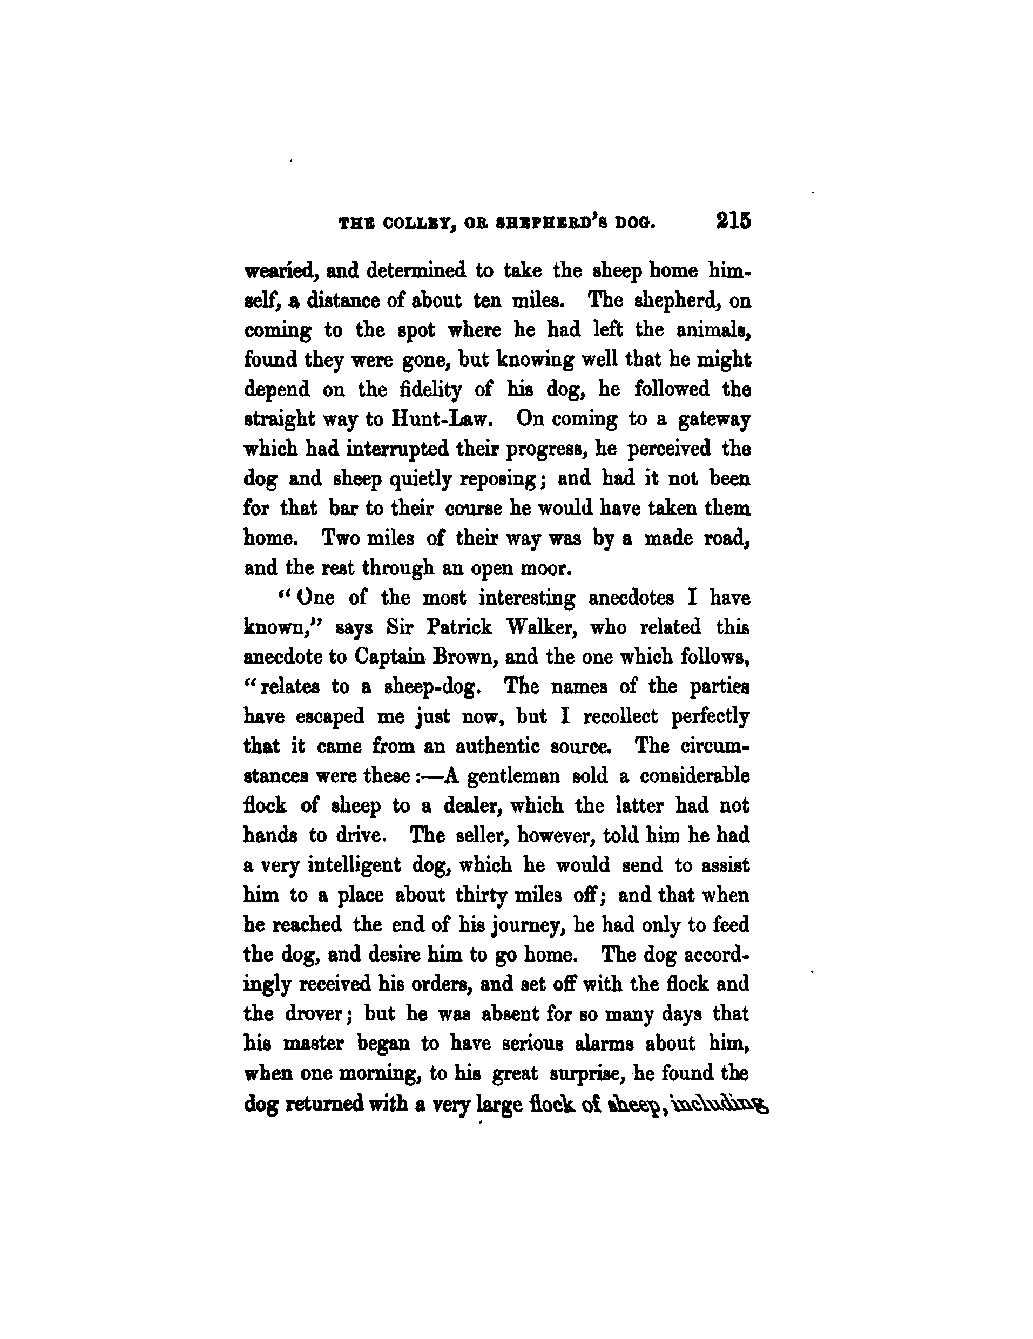 THE COLLEY, OR SHEPHERD'S DOG. 215
wearied, and determined to take the sheep home him-
self, a distance of about ten miles. The shepherd, on
coming to the spot where he had left the animals,
found they were gone, but knowing well that he might
depend on the fidelity of his dog, he followed the
straight way to Hunt-Law. On coming to a gateway
which had interrupted their progress, he perceived the
dog and sheep quietly reposing; and had it not been
for that bar to their course he would have taken them
home. Two miles of their way was by a made road,
and the rest through an open moor.
"One of the most interesting anecdotes I have
known," says Sir Patrick Walker, who related this
anecdote to Captain Brown, and the one which follows,
"relates to a sheep-dog. The names of the parties
have escaped me just now, but I recollect perfectly
that it came from an authentic source. The circum-
stances were these:—A gentleman sold a considerable
flock of sheep to a dealer, which the latter had not
hands to drive. The seller, however, told him he had
a very intelligent dog, which he would send to assist
him to a place about thirty miles off; and that when
he reached the end of his journey, he had only to feed
the dog, and desire him to go home. The dog accord-
ingly received his orders, and set off with the flock and
the drover; but he was absent for so many days that
his master began to have serious alarms about him,
when one morning, to his great surprise, he found the
dog returned with a very large flock of sheep, including